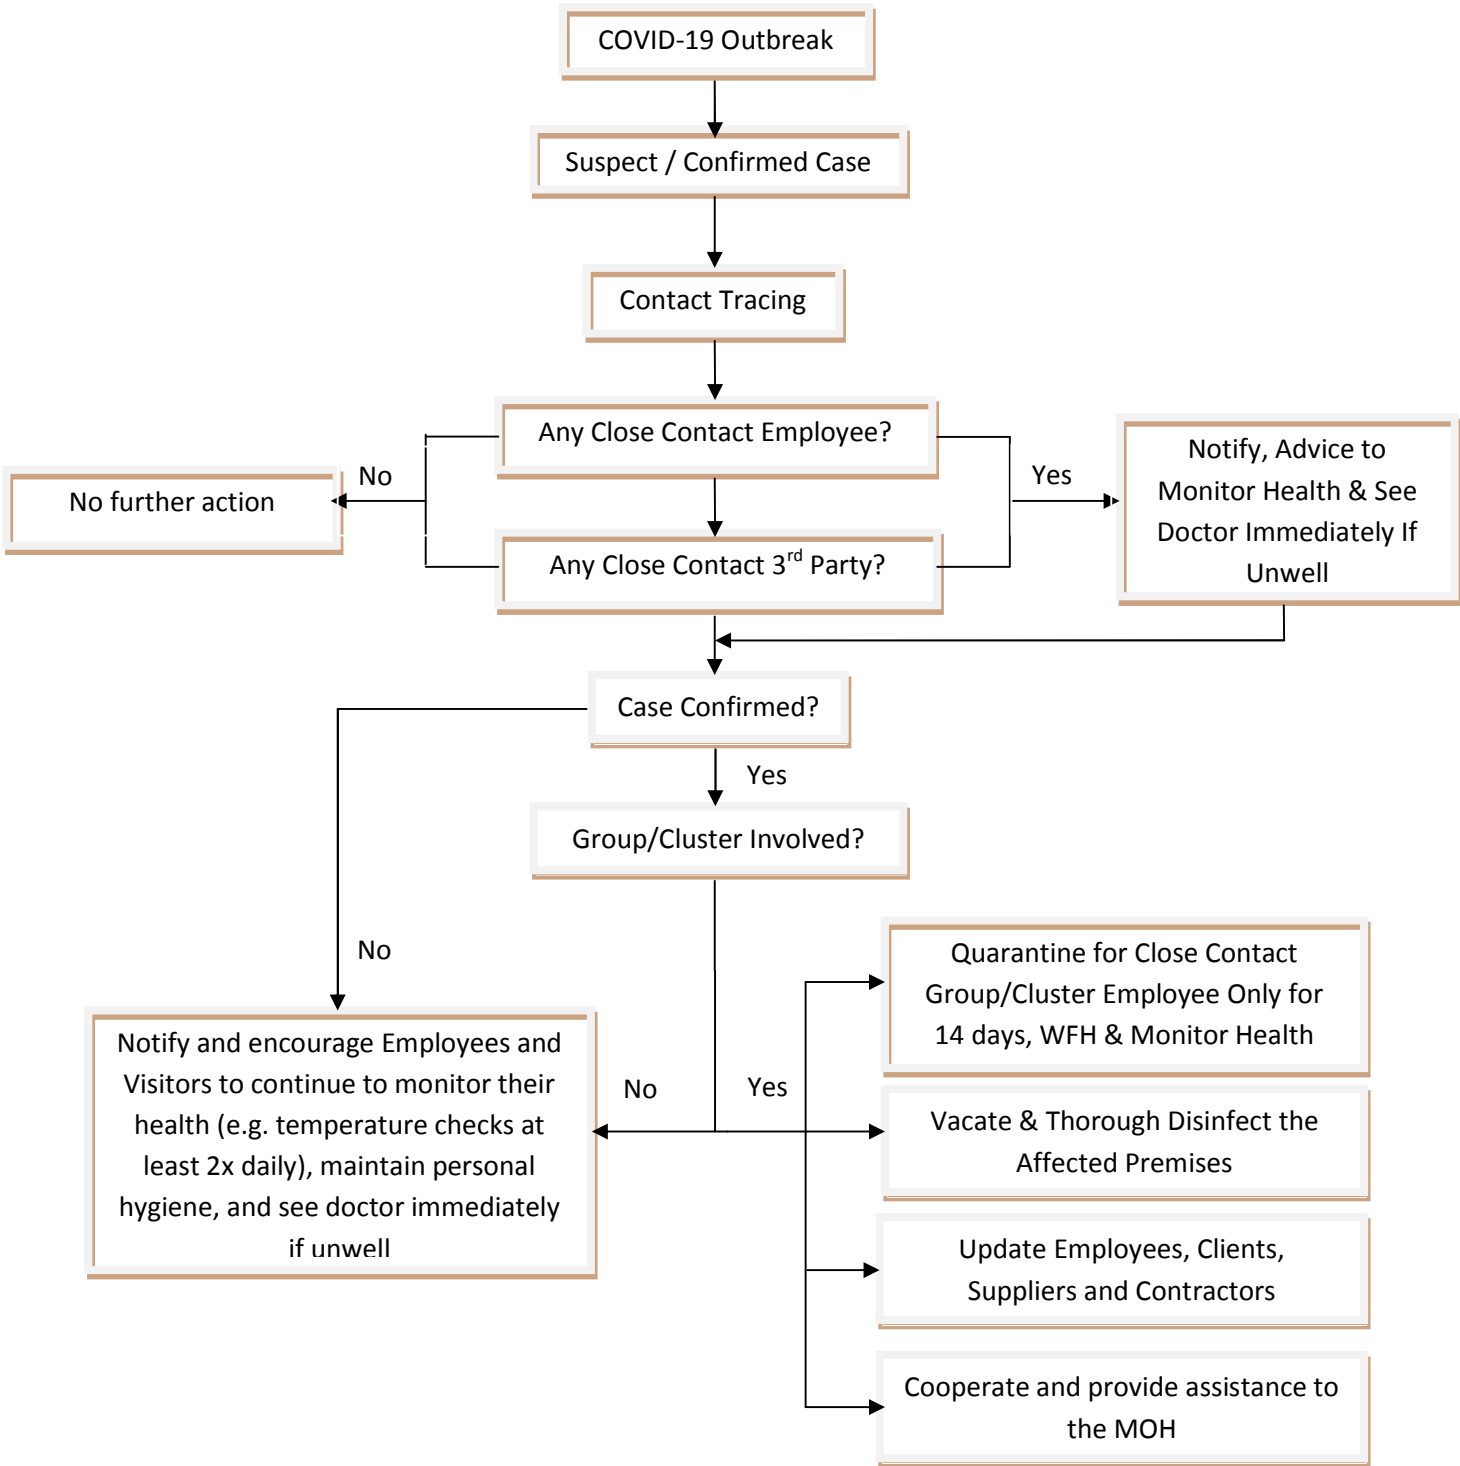 COVID-19 Outbreak
Suspect / Confirmed Case
Contact Tracing
Any Close Contact Employee?
No
No further action
Yes
Notify, Advice to
Monitor Health & See
Doctor Immediately If
Unwell
Any Close Contact 3rd Party?
Case Confirmed?
Yes
Group/Cluster Involved?
No
Notify and encourage Employees and
Visitors to continue to monitor their
health (e.g. temperature checks at
least 2x daily), maintain personal
hygiene, and see doctor immediately
if unwell
No
Yes
Quarantine for Close Contact
Group/Cluster Employee Only for
14 days, WFH & Monitor Health
Vacate & Thorough Disinfect the
Affected Premises
Update Employees, Clients,
Suppliers and Contractors
Cooperate and provide assistance to
the MOH